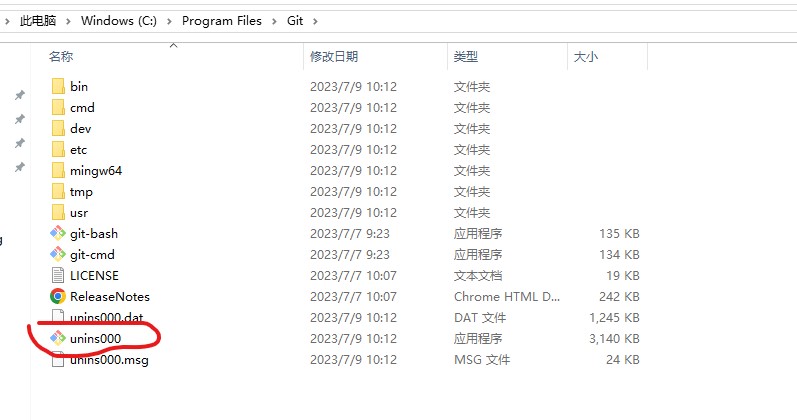 此电脑 Windows (C:) Program Files Git
名称 修改日期 类型 大小
bin 2023/7/9 10:12 文件夹
cmd 2023/7/9 10:12 文件夹
dev 2023/7/9 10:12 文件夹
etc 2023/7/9 10:12 文件夹
mingw64 2023/7/9 10:12 文件夹
tmp 2023/7/9 10:12 文件夹
usr 2023/7/9 10:12 文件夹
git-bash 2023/7/7 9:23 应用程序 135 KB
git-cmd 2023/7/7 9:23 应用程序 134 KB
LICENSE 2023/7/7 10:07 文本文档 19 KB
ReleaseNotes 2023/7/7 10:07 Chrome HTML D... 242 KB
unins000.dat 2023/7/9 10:12 DAT 文件 1,245 KB
unins000 2023/7/9 10:12 应用程序 3,140 KB
unins000.msg 2023/7/9 10:12 MSG 文件 24 KB